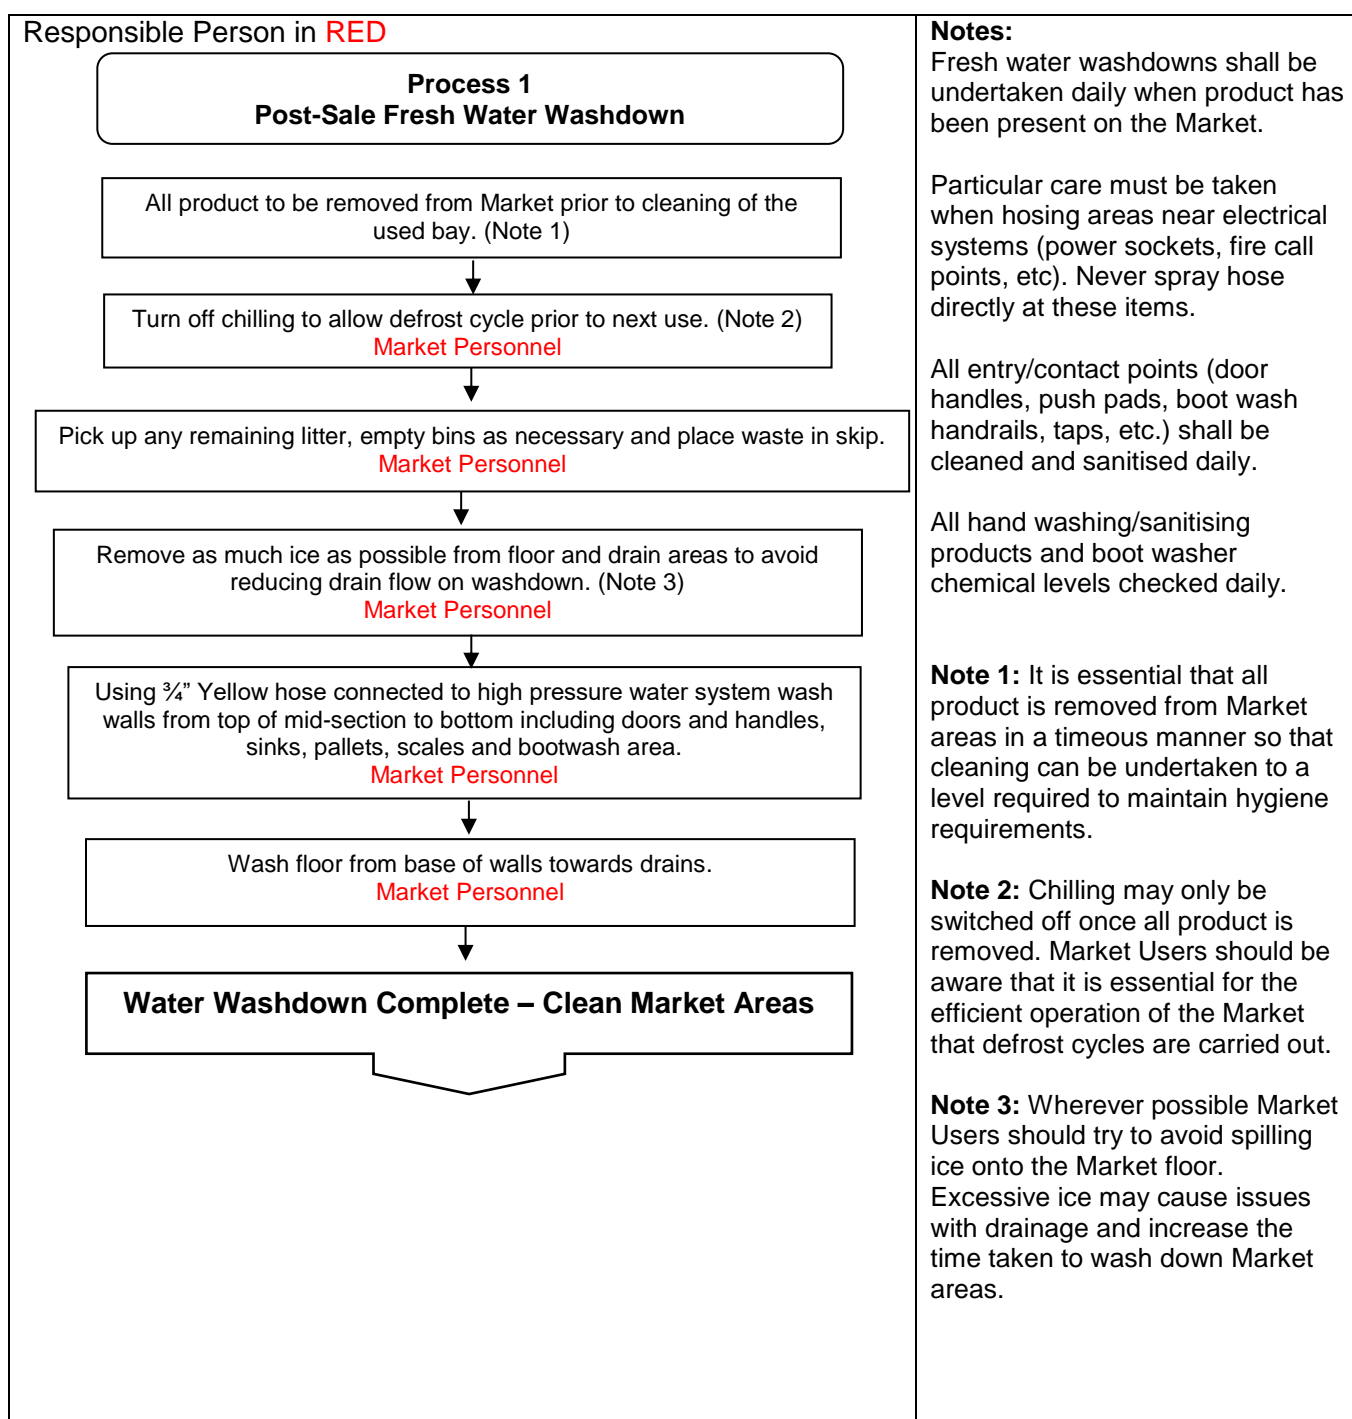 Responsible Person in RED
Process 1
Post-Sale Fresh Water Washdown
All product to be removed from Market prior to cleaning of the
used bay. (Note 1)
Turn off chilling to allow defrost cycle prior to next use. (Note 2)
Market Personnel
Pick up any remaining litter, empty bins as necessary and place waste in skip.
Market Personnel
Remove as much ice as possible from floor and drain areas to avoid
reducing drain flow on washdown. (Note 3)
Market Personnel
Using ¾” Yellow hose connected to high pressure water system wash
walls from top of mid-section to bottom including doors and handles,
sinks, pallets, scales and bootwash area.
Market Personnel
Wash floor from base of walls towards drains.
Market Personnel
Water Washdown Complete – Clean Market Areas
Notes:
Fresh water washdowns shall be
undertaken daily when product has
been present on the Market.
Particular care must be taken
when hosing areas near electrical
systems (power sockets, fire call
points, etc). Never spray hose
directly at these items.
All entry/contact points (door
handles, push pads, boot wash
handrails, taps, etc.) shall be
cleaned and sanitised daily.
All hand washing/sanitising
products and boot washer
chemical levels checked daily.
Note 1: It is essential that all
product is removed from Market
areas in a timeous manner so that
cleaning can be undertaken to a
level required to maintain hygiene
requirements.
Note 2: Chilling may only be
switched off once all product is
removed. Market Users should be
aware that it is essential for the
efficient operation of the Market
that defrost cycles are carried out.
Note 3: Wherever possible Market
Users should try to avoid spilling
ice onto the Market floor.
Excessive ice may cause issues
with drainage and increase the
time taken to wash down Market
areas.